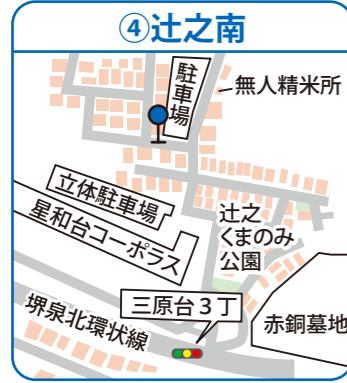 ④辻之南
駐車場
無人精米所
立体駐車場
星和台コーポラス
辻之
くまのみ
公園
三原台3丁
堺泉北環状線
赤銅墓地